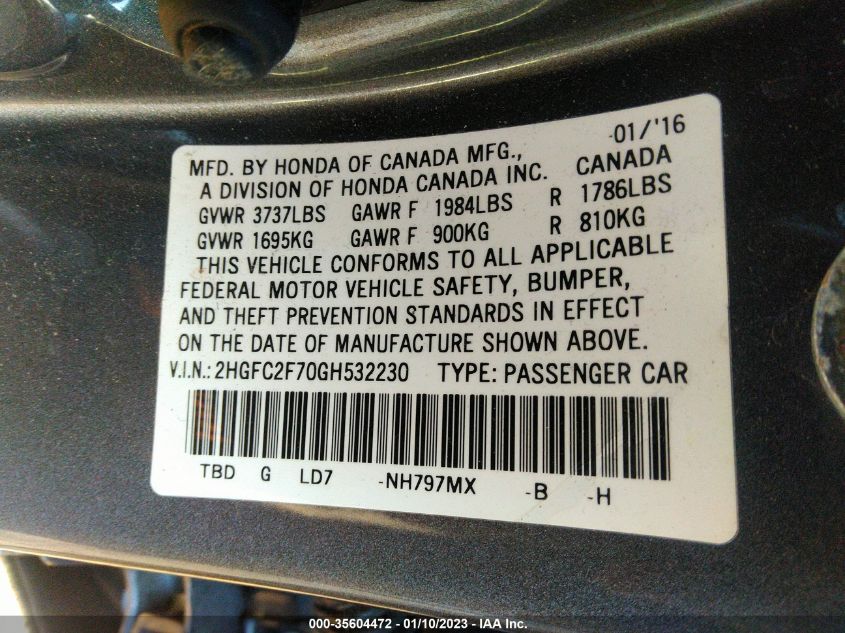 01/'16
MFD. BY HONDA OF CANADA MFG.,
A DIVISION OF HONDA CANADA INC. CANADA
GVWR 3737LBS GAWR F 1984LBS R 1786LBS
GVWR 1695KG GAWR F 900KG R 810KG
THIS VEHICLE CONFORMS TO ALL APPLICABLE
FEDERAL MOTOR VEHICLE SAFETY, BUMPER,
AND THEFT PREVENTION STANDARDS IN EFFECT
ON THE DATE OF MANUFACTURE SHOWN ABOVE.
V.I.N.: 2HGFC2F70GH532230 TYPE: PASSENGER CAR
TBD G LD7 -NH797MX -B -H
000-35604472 - 01/10/2023 - IAAI.COM